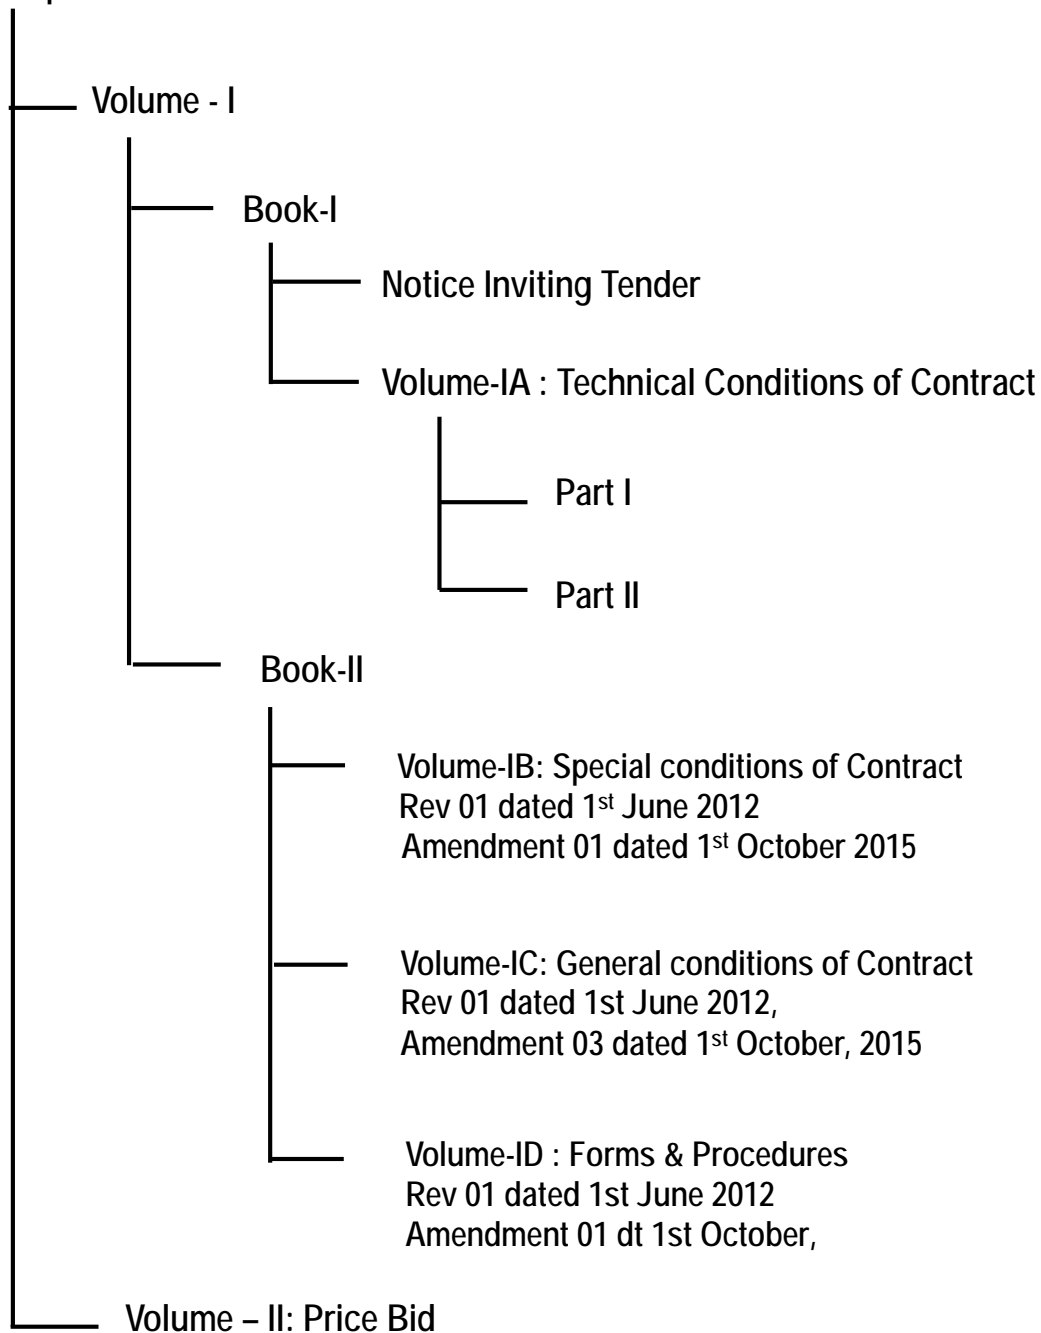 Volume - I
Book-I
Notice Inviting Tender
Volume-IA : Technical Conditions of Contract
Part I
Part II
Book-II
Volume-IB: Special conditions of Contract
Rev 01 dated 1st June 2012
Amendment 01 dated 1st October 2015
Volume-IC: General conditions of Contract
Rev 01 dated 1st June 2012,
Amendment 03 dated 1st October, 2015
Volume-ID : Forms & Procedures
Rev 01 dated 1st June 2012
Amendment 01 dt 1st October,
Volume – II: Price Bid